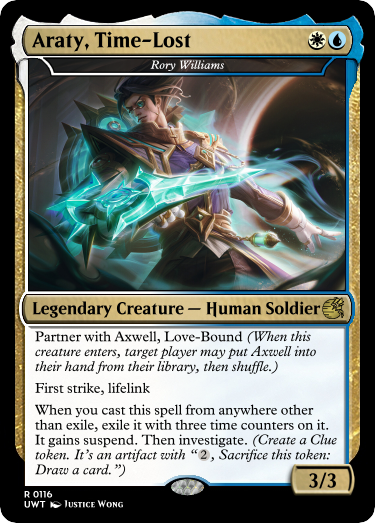 Araty, Time-Lost
Rory Williams
Legendary Creature — Human Soldier
Partner with Axwell, Love-Bound (When this
creature enters, target player may put Axwell into
their hand from their library, then shuffle.)
First strike, lifelink
When you cast this spell from anywhere other
than exile, exile it with three time counters on it.
It gains suspend. Then investigate. (Create a Clue
token. It's an artifact with “2, Sacrifice this token:
Draw a card.”)
3/3
R 0116
UWT Justice Wong